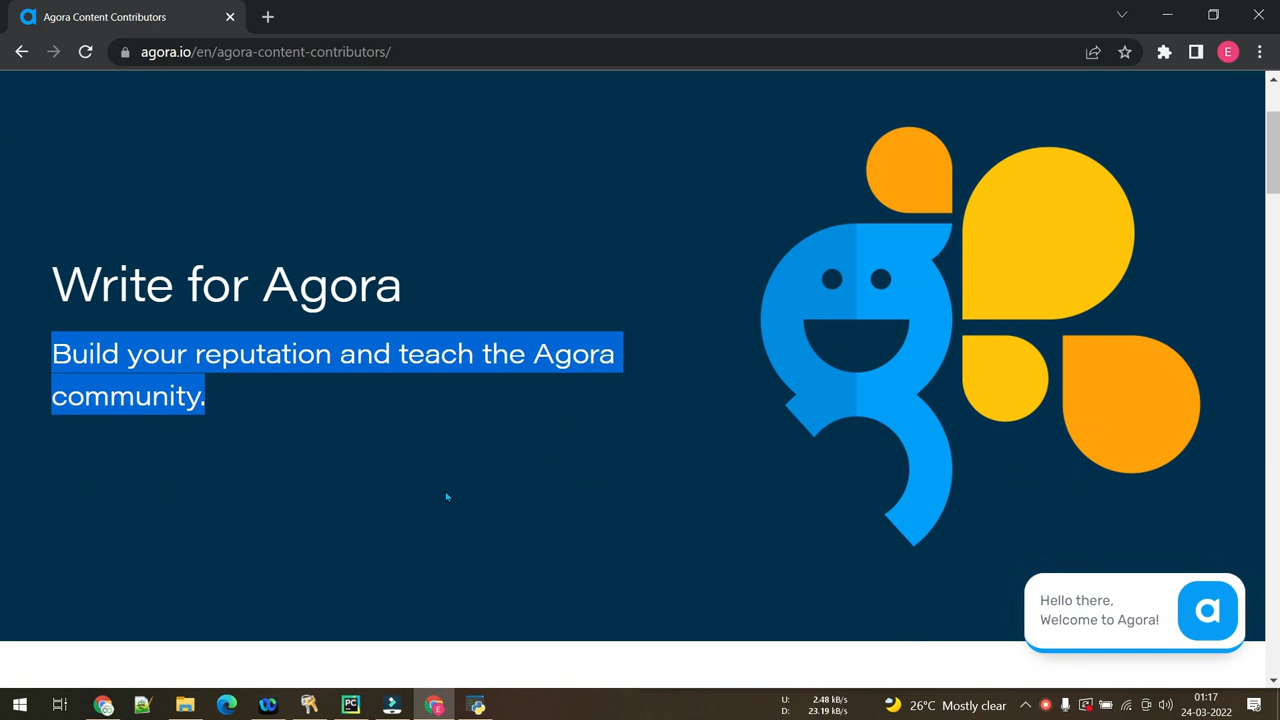 Agora Content Contributors
agora.io/en/agora-content-contributors/
E
Write for Agora
Build your reputation and teach the Agora
community.
Hello there,
Welcome to Agora!
a
U: 2.48 kB/s
D: 23.19 kB/s
26°C Mostly clear
01:17
24-03-2022